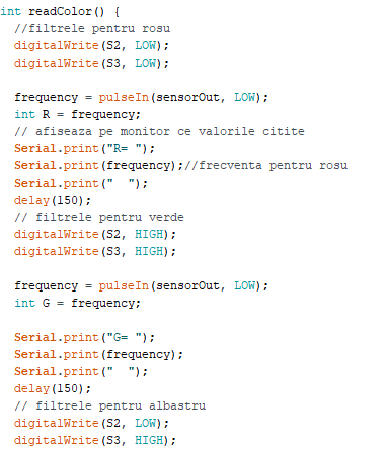 int readColor() {
//filtrele pentru rosu
digitalWrite(S2, LOW);
digitalWrite(S3, LOW);
frequency = pulseIn(sensorOut, LOW);
int R = frequency;
// afiseaza pe monitor ce valorile citite
Serial.print("R= ");
Serial.print(frequency);//frecventa pentru rosu
Serial.print("  ");
delay(150);
// filtrele pentru verde
digitalWrite(S2, HIGH);
digitalWrite(S3, HIGH);
frequency = pulseIn(sensorOut, LOW);
int G = frequency;
Serial.print("G= ");
Serial.print(frequency);
Serial.print("  ");
delay(150);
// filtrele pentru albastru
digitalWrite(S2, LOW);
digitalWrite(S3, HIGH);